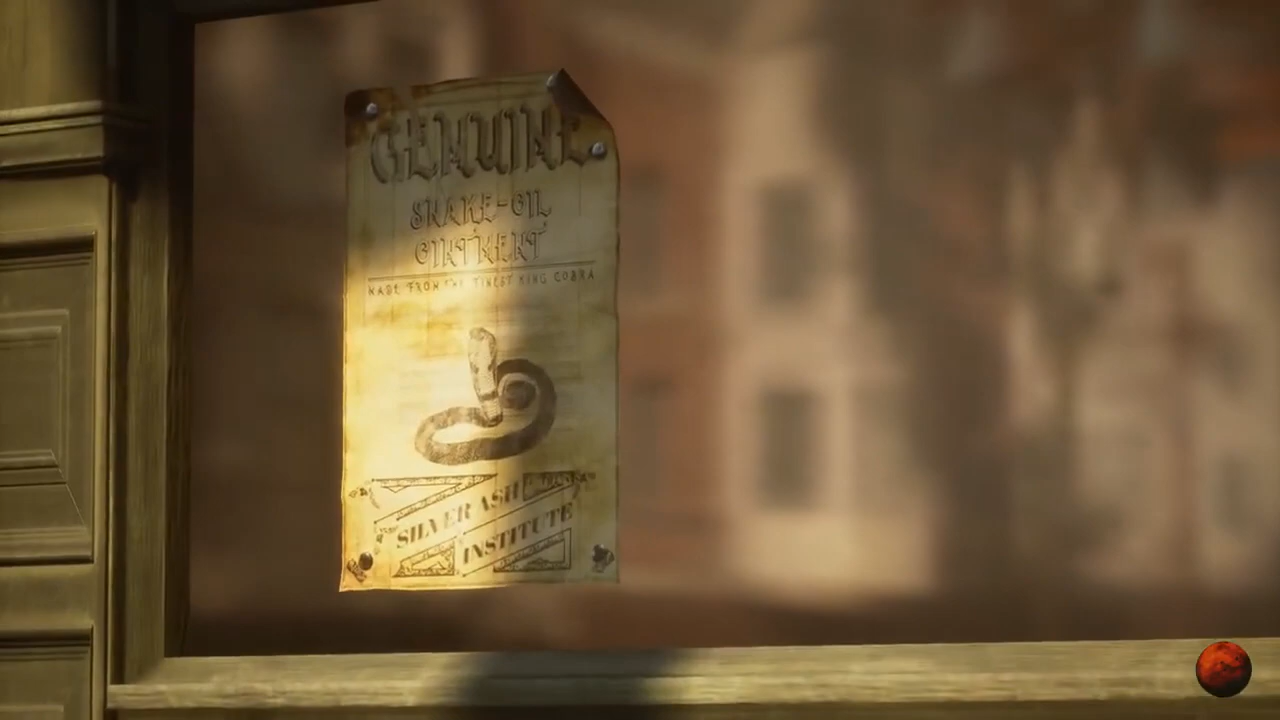 GENUINE
SNAKE-OIL
OINTMENT
MADE FROM THE FINEST KING COBRA
SILVER ASH
INSTITUTE